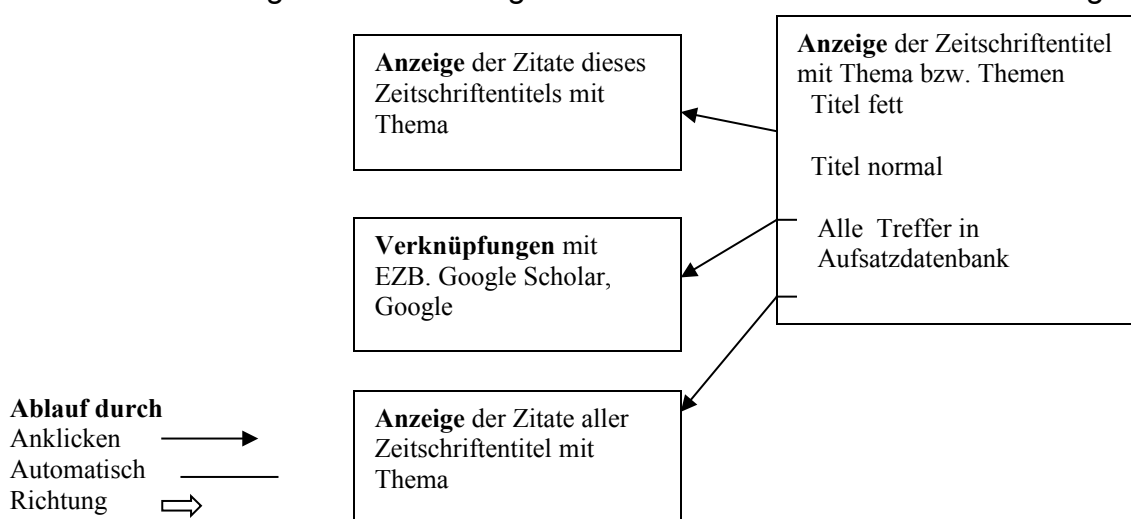 Anzeige der Zitate dieses
Zeitschriftentitels mit
Thema
Anzeige der Zeitschriftentitel
mit Thema bzw. Themen
Titel fett
Titel normal
Alle Treffer in
Aufsatzdatenbank
Verknüpfungen mit
EZB. Google Scholar,
Google
Anzeige der Zitate aller
Zeitschriftentitel mit
Thema
Ablauf durch
Anklicken
Automatisch
Richtung